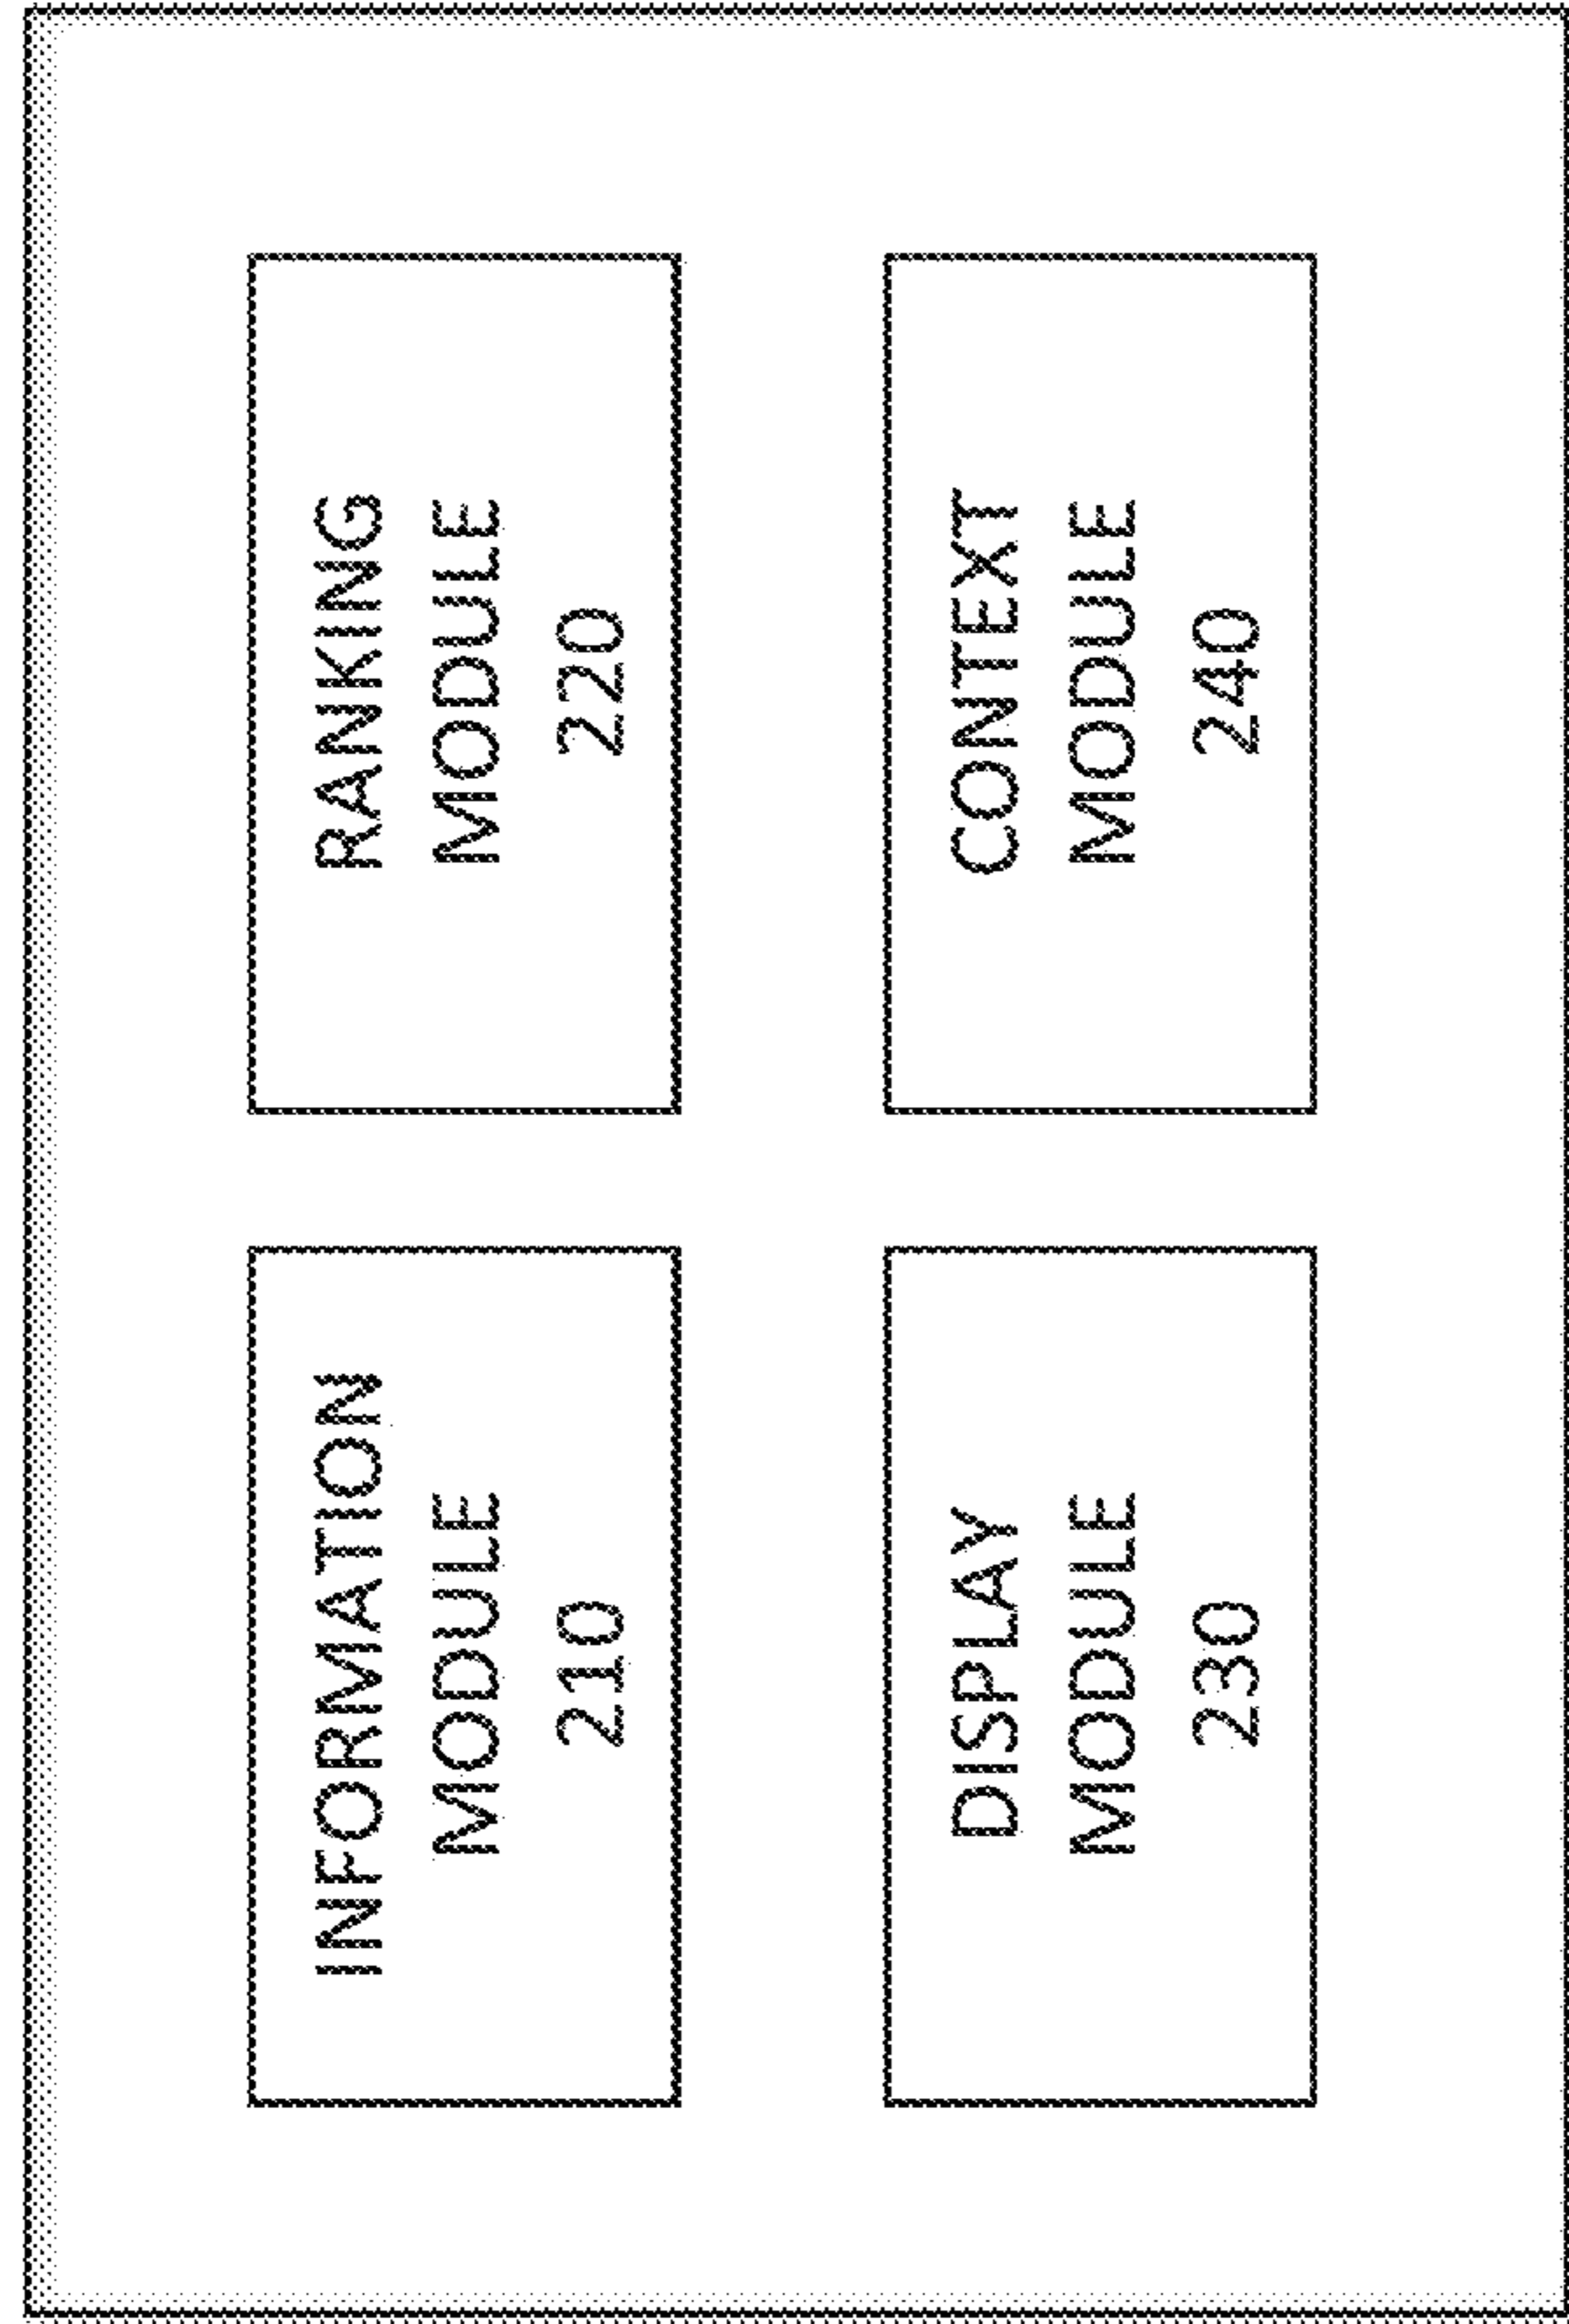 INFORMATION
MODULE
210
RANKING
MODULE
220
DISPLAY
MODULE
230
CONTEXT
MODULE
240